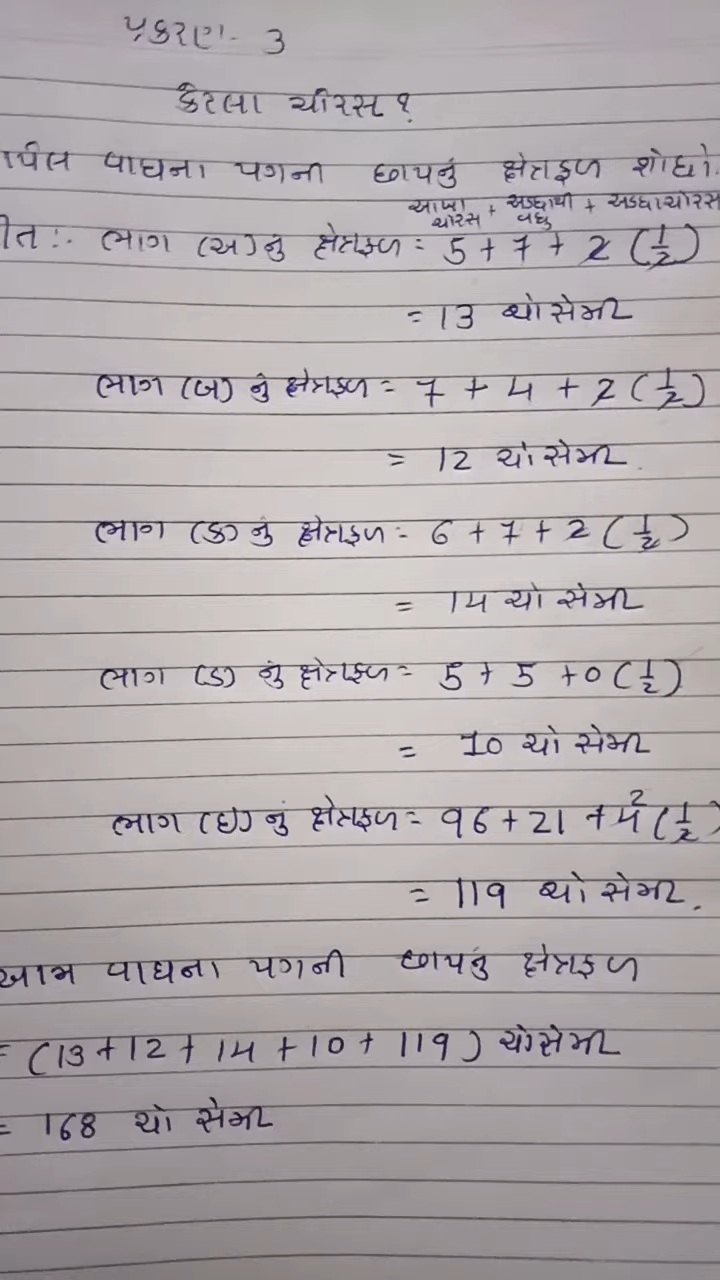 પ્રકરણ- 3
કેટલા ચોરસ ?
પેલ વાઘના પગની છાપનું ક્ષેત્રફળ શોધો.
આખા ચોરસ + અડધાથી વધુ + અડધા ચોરસ
ીત:- ભાગ (અ) નું ક્ષેત્રફળ = 5 + 7 + 2 (1/2)
= 13 ચો સેમી
ભાગ (બ) નું ક્ષેત્રફળ = 7 + 4 + 2 (1/2)
= 12 ચો સેમી.
ભાગ (ક) નું ક્ષેત્રફળ = 6 + 7 + 2 (1/2)
= 14 ચો સેમી
ભાગ (ડ) નું ક્ષેત્રફળ = 5 + 5 + 0 (1/2)
= 10 ચો સેમી
ભાગ (ઘ) નું ક્ષેત્રફળ = 96 + 21 + 4 2 (1/2)
= 119 ચો સેમી.
આમ વાઘના પગની છાપનું ક્ષેત્રફળ
= (13 + 12 + 14 + 10 + 119) ચોસેમી
= 168 ચો સેમી